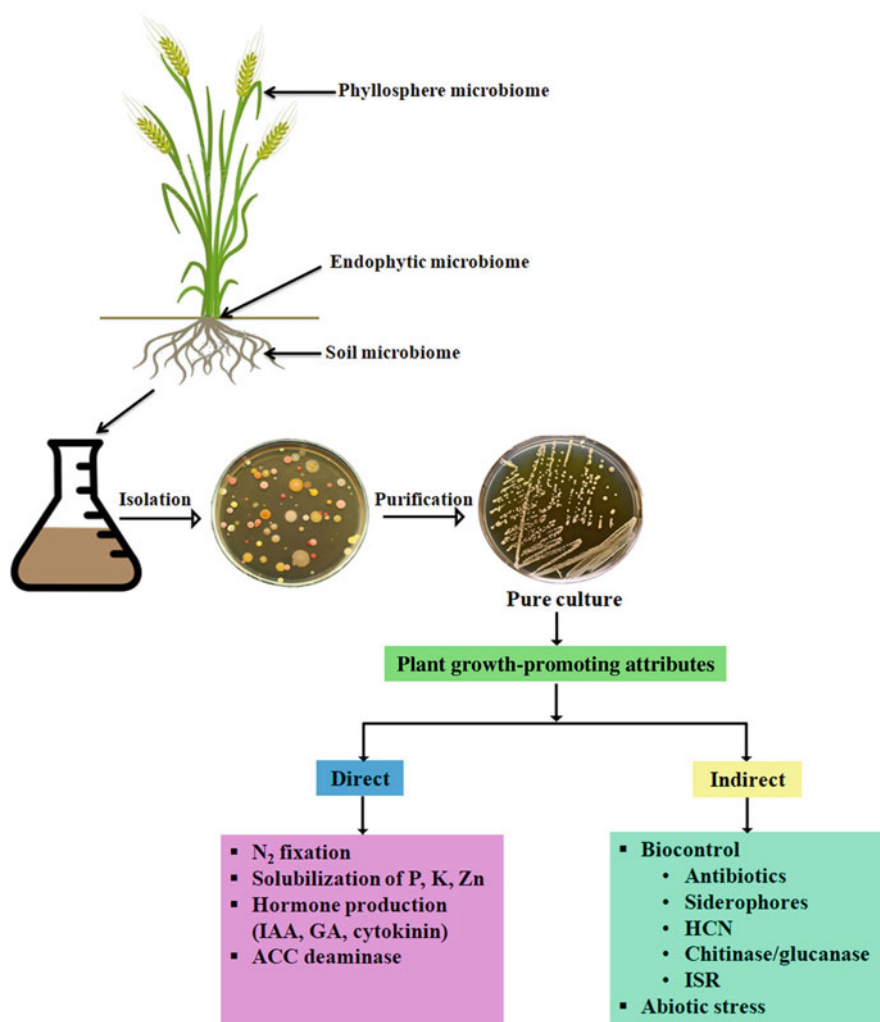 Phyllosphere microbiome
Endophytic microbiome
Soil microbiome
Isolation
Purification
Pure culture
Plant growth-promoting attributes
Direct
Indirect
▪ N₂ fixation
▪ Solubilization of P, K, Zn
▪ Hormone production
(IAA, GA, cytokinin)
▪ ACC deaminase
▪ Biocontrol
• Antibiotics
• Siderophores
• HCN
• Chitinase/glucanase
• ISR
▪ Abiotic stress